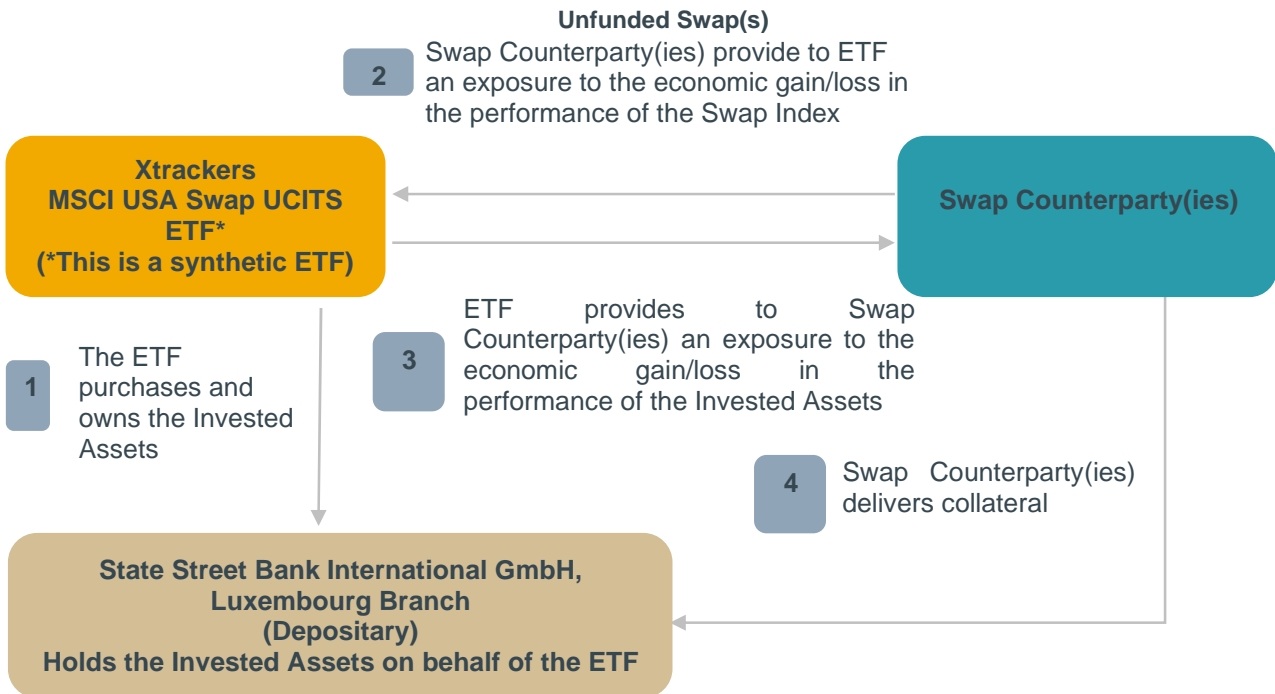 Unfunded Swap(s)
2
Swap Counterparty(ies) provide to ETF
an exposure to the economic gain/loss in
the performance of the Swap Index
Xtrackers
MSCI USA Swap UCITS
ETF*
(*This is a synthetic ETF)
Swap Counterparty(ies)
1
The ETF
purchases and
owns the Invested
Assets
3
ETF provides to Swap
Counterparty(ies) an exposure to the
economic gain/loss in the
performance of the Invested Assets
4
Swap Counterparty(ies)
delivers collateral
State Street Bank International GmbH,
Luxembourg Branch
(Depositary)
Holds the Invested Assets on behalf of the ETF